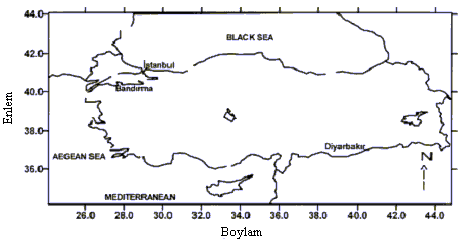 44.0
BLACK SEA
42.0
İstanbul
40.0
Bandırma
Enlem
38.0
Diyarbakır
AEGEAN SEA
N
36.0
MEDITERRANEAN
26.0 28.0 30.0 32.0 34.0 36.0 38.0 40.0 42.0 44.0
Boylam